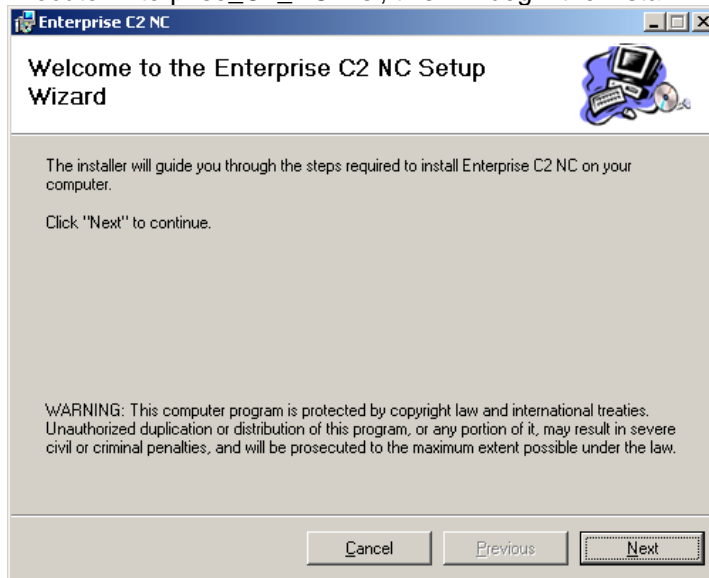 Enterprise C2 NC
Welcome to the Enterprise C2 NC Setup
Wizard
The installer will guide you through the steps required to install Enterprise C2 NC on your
computer.
Click "Next" to continue.
WARNING: This computer program is protected by copyright law and international treaties.
Unauthorized duplication or distribution of this program, or any portion of it, may result in severe
civil or criminal penalties, and will be prosecuted to the maximum extent possible under the law.
Cancel Previous Next